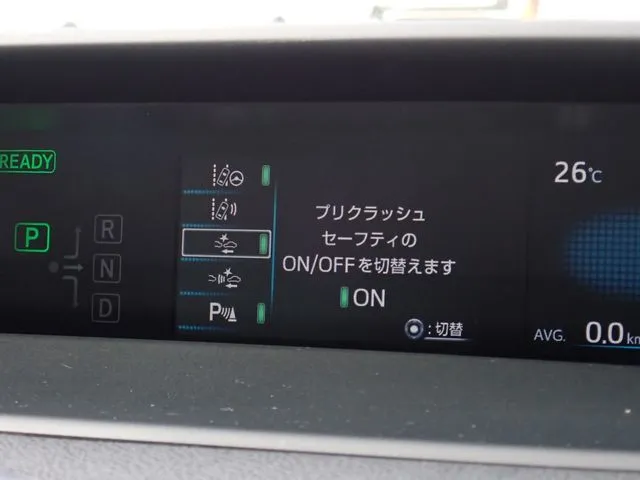 READY
P
R
N
D
P
プリクラッシュ
セーフティの
ON/OFFを切替えます
ON
:切替
26℃
AVG. 0.0 km